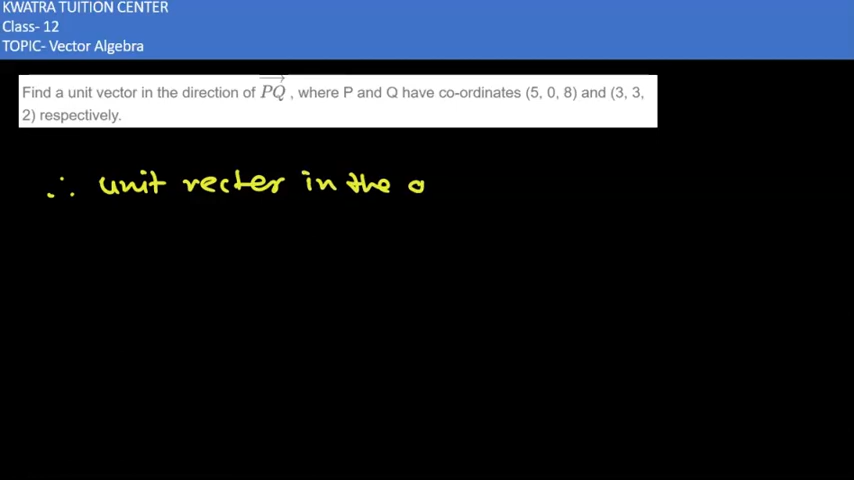 KWATRA TUITION CENTER
Class- 12
TOPIC- Vector Algebra
Find a unit vector in the direction of \overrightarrow{PQ} , where P and Q have co-ordinates (5, 0, 8) and (3, 3,
2) respectively.
∴ unit vector in the